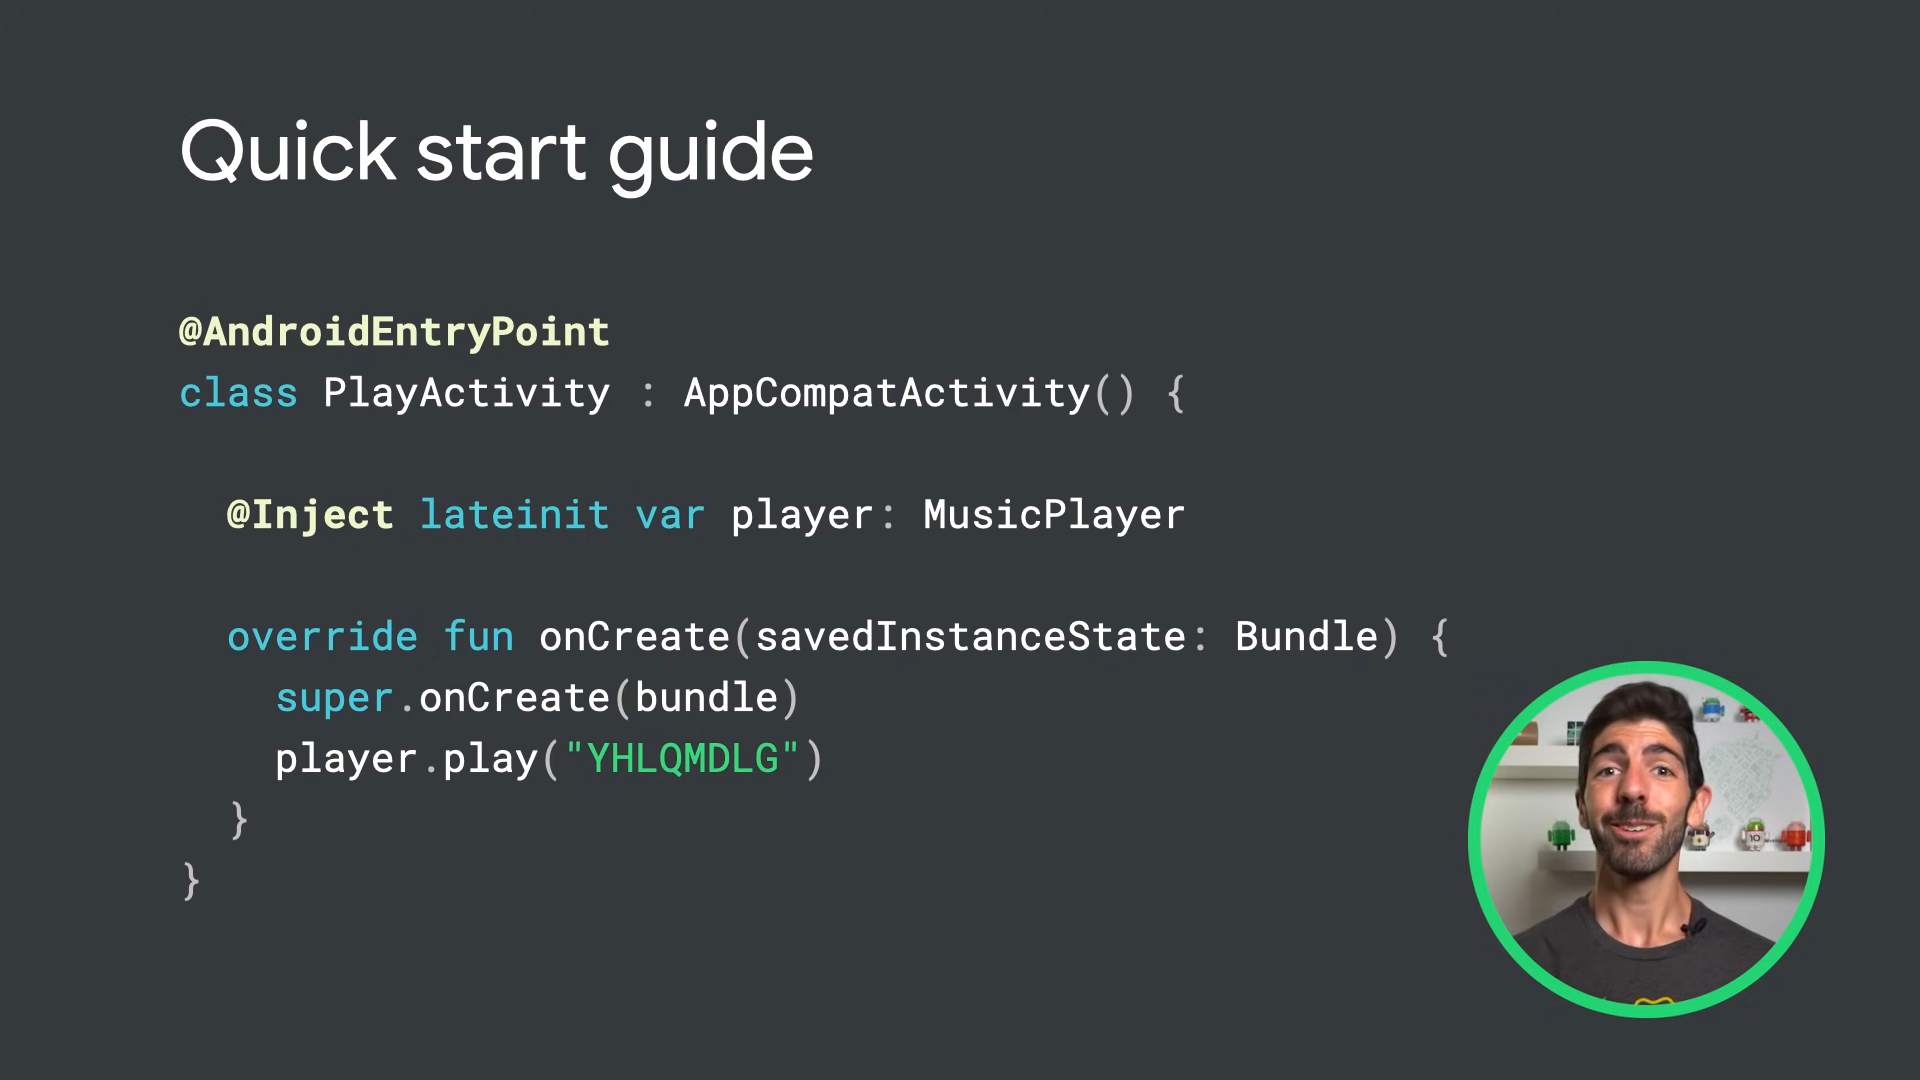 Quick start guide
@AndroidEntryPoint
class PlayActivity : AppCompatActivity() {
@Inject lateinit var player: MusicPlayer
override fun onCreate(savedInstanceState: Bundle) {
super.onCreate(bundle)
player.play("YHLQMDLG")
}
}
10